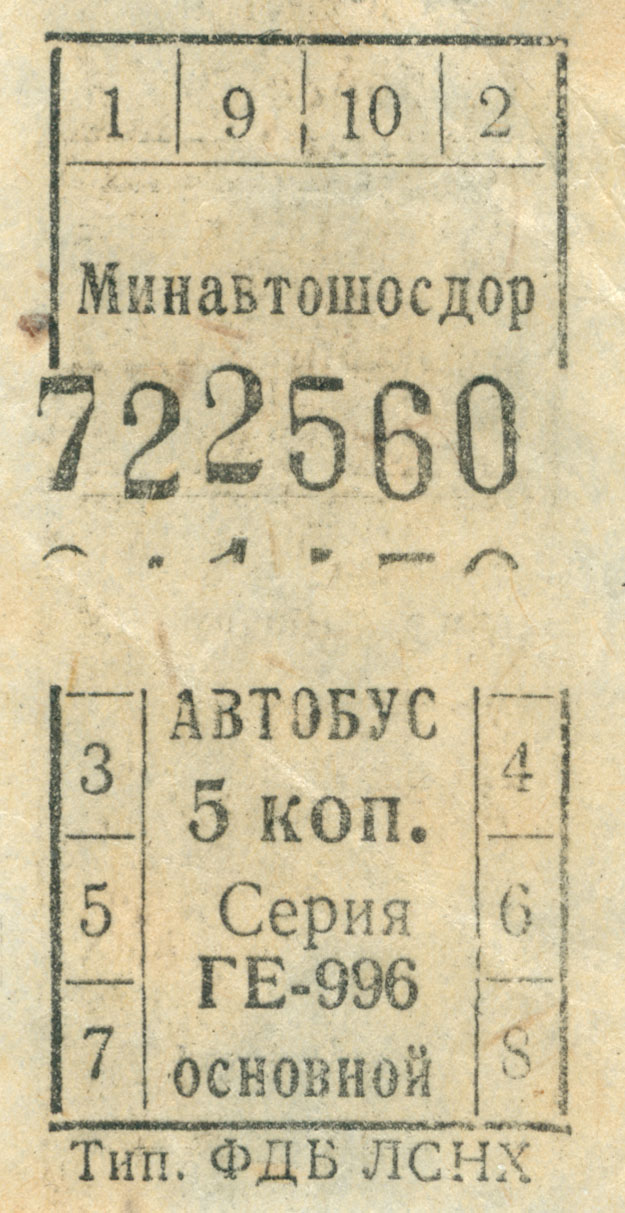 1 9 10 2
Минавтошосдор
722560
АВТОБУС
3 4
5 коп.
5 Серия 6
ГЕ-996
7 основной 8
Тип. ФДБ ЛСНХ